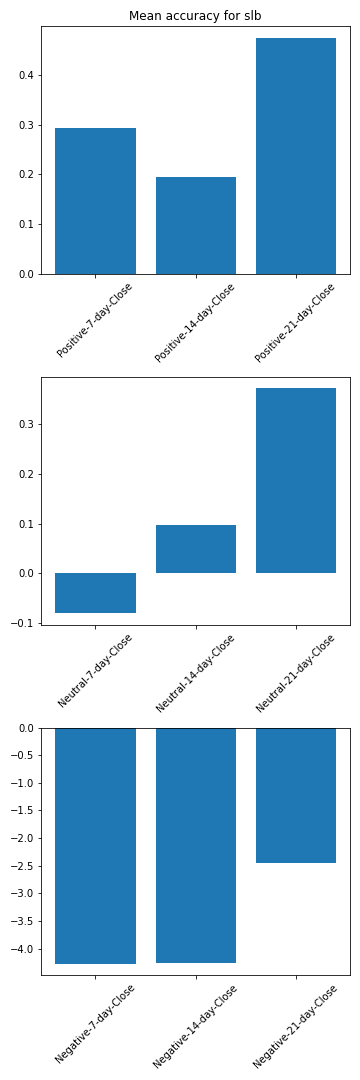 Mean accuracy for slb
0.4
0.3
0.2
0.1
0.0
Positive-7-day-Close
Positive-14-day-Close
Positive-21-day-Close
0.3
0.2
0.1
0.0
−0.1
Neutral-7-day-Close
Neutral-14-day-Close
Neutral-21-day-Close
0.0
−0.5
−1.0
−1.5
−2.0
−2.5
−3.0
−3.5
−4.0
Negative-7-day-Close
Negative-14-day-Close
Negative-21-day-Close